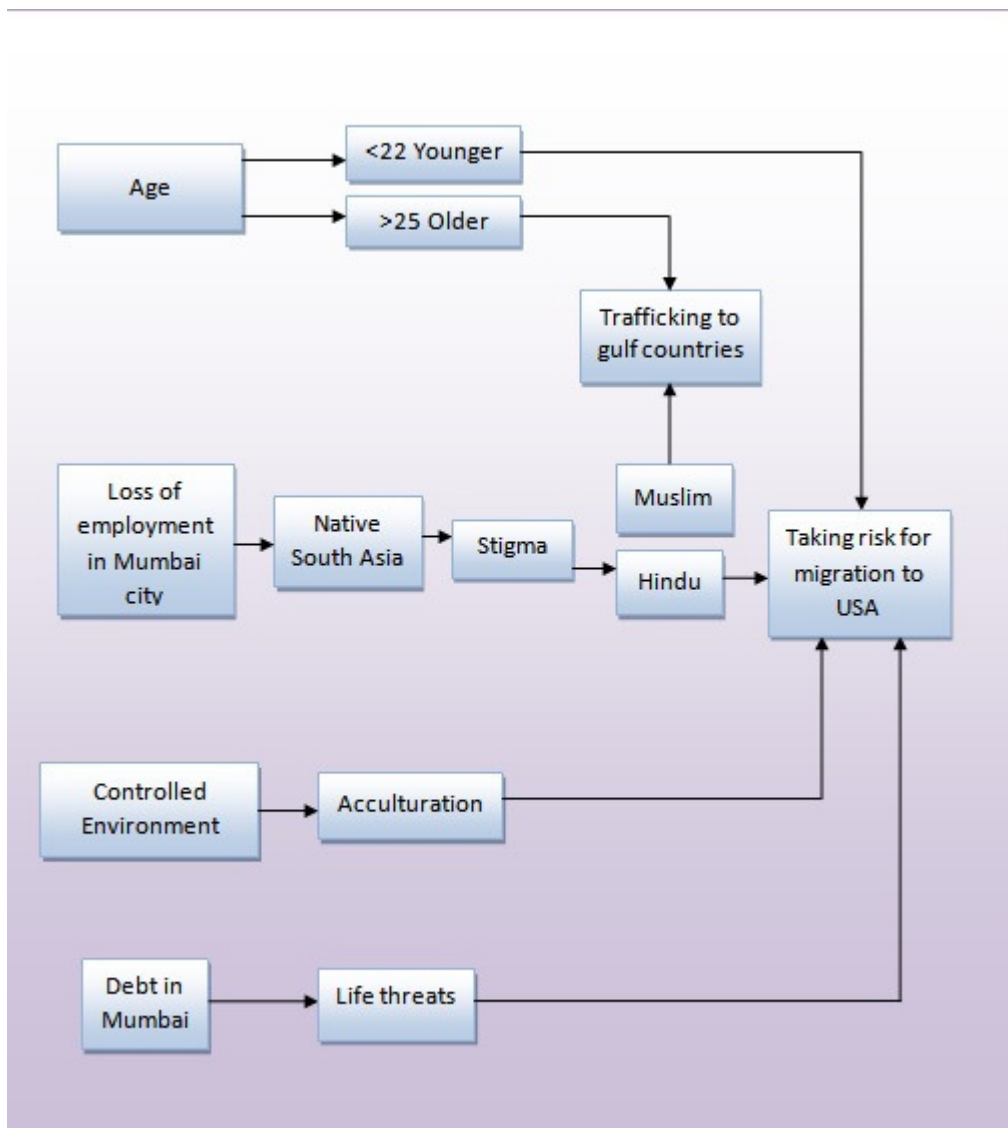 Age
<22 Younger
>25 Older
Trafficking to
gulf countries
Loss of
employment
in Mumbai
city
Native
South Asia
Stigma
Muslim
Hindu
Taking risk for
migration to
USA
Controlled
Environment
Acculturation
Debt in
Mumbai
Life threats